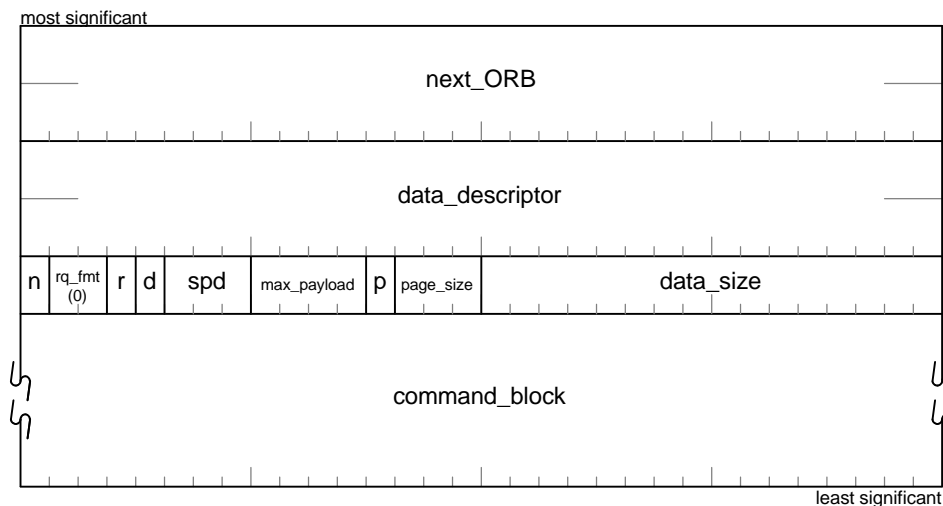 most significant
next_ORB
data_descriptor
n rq_fmt (0) r d spd max_payload p page_size data_size
command_block
least significant